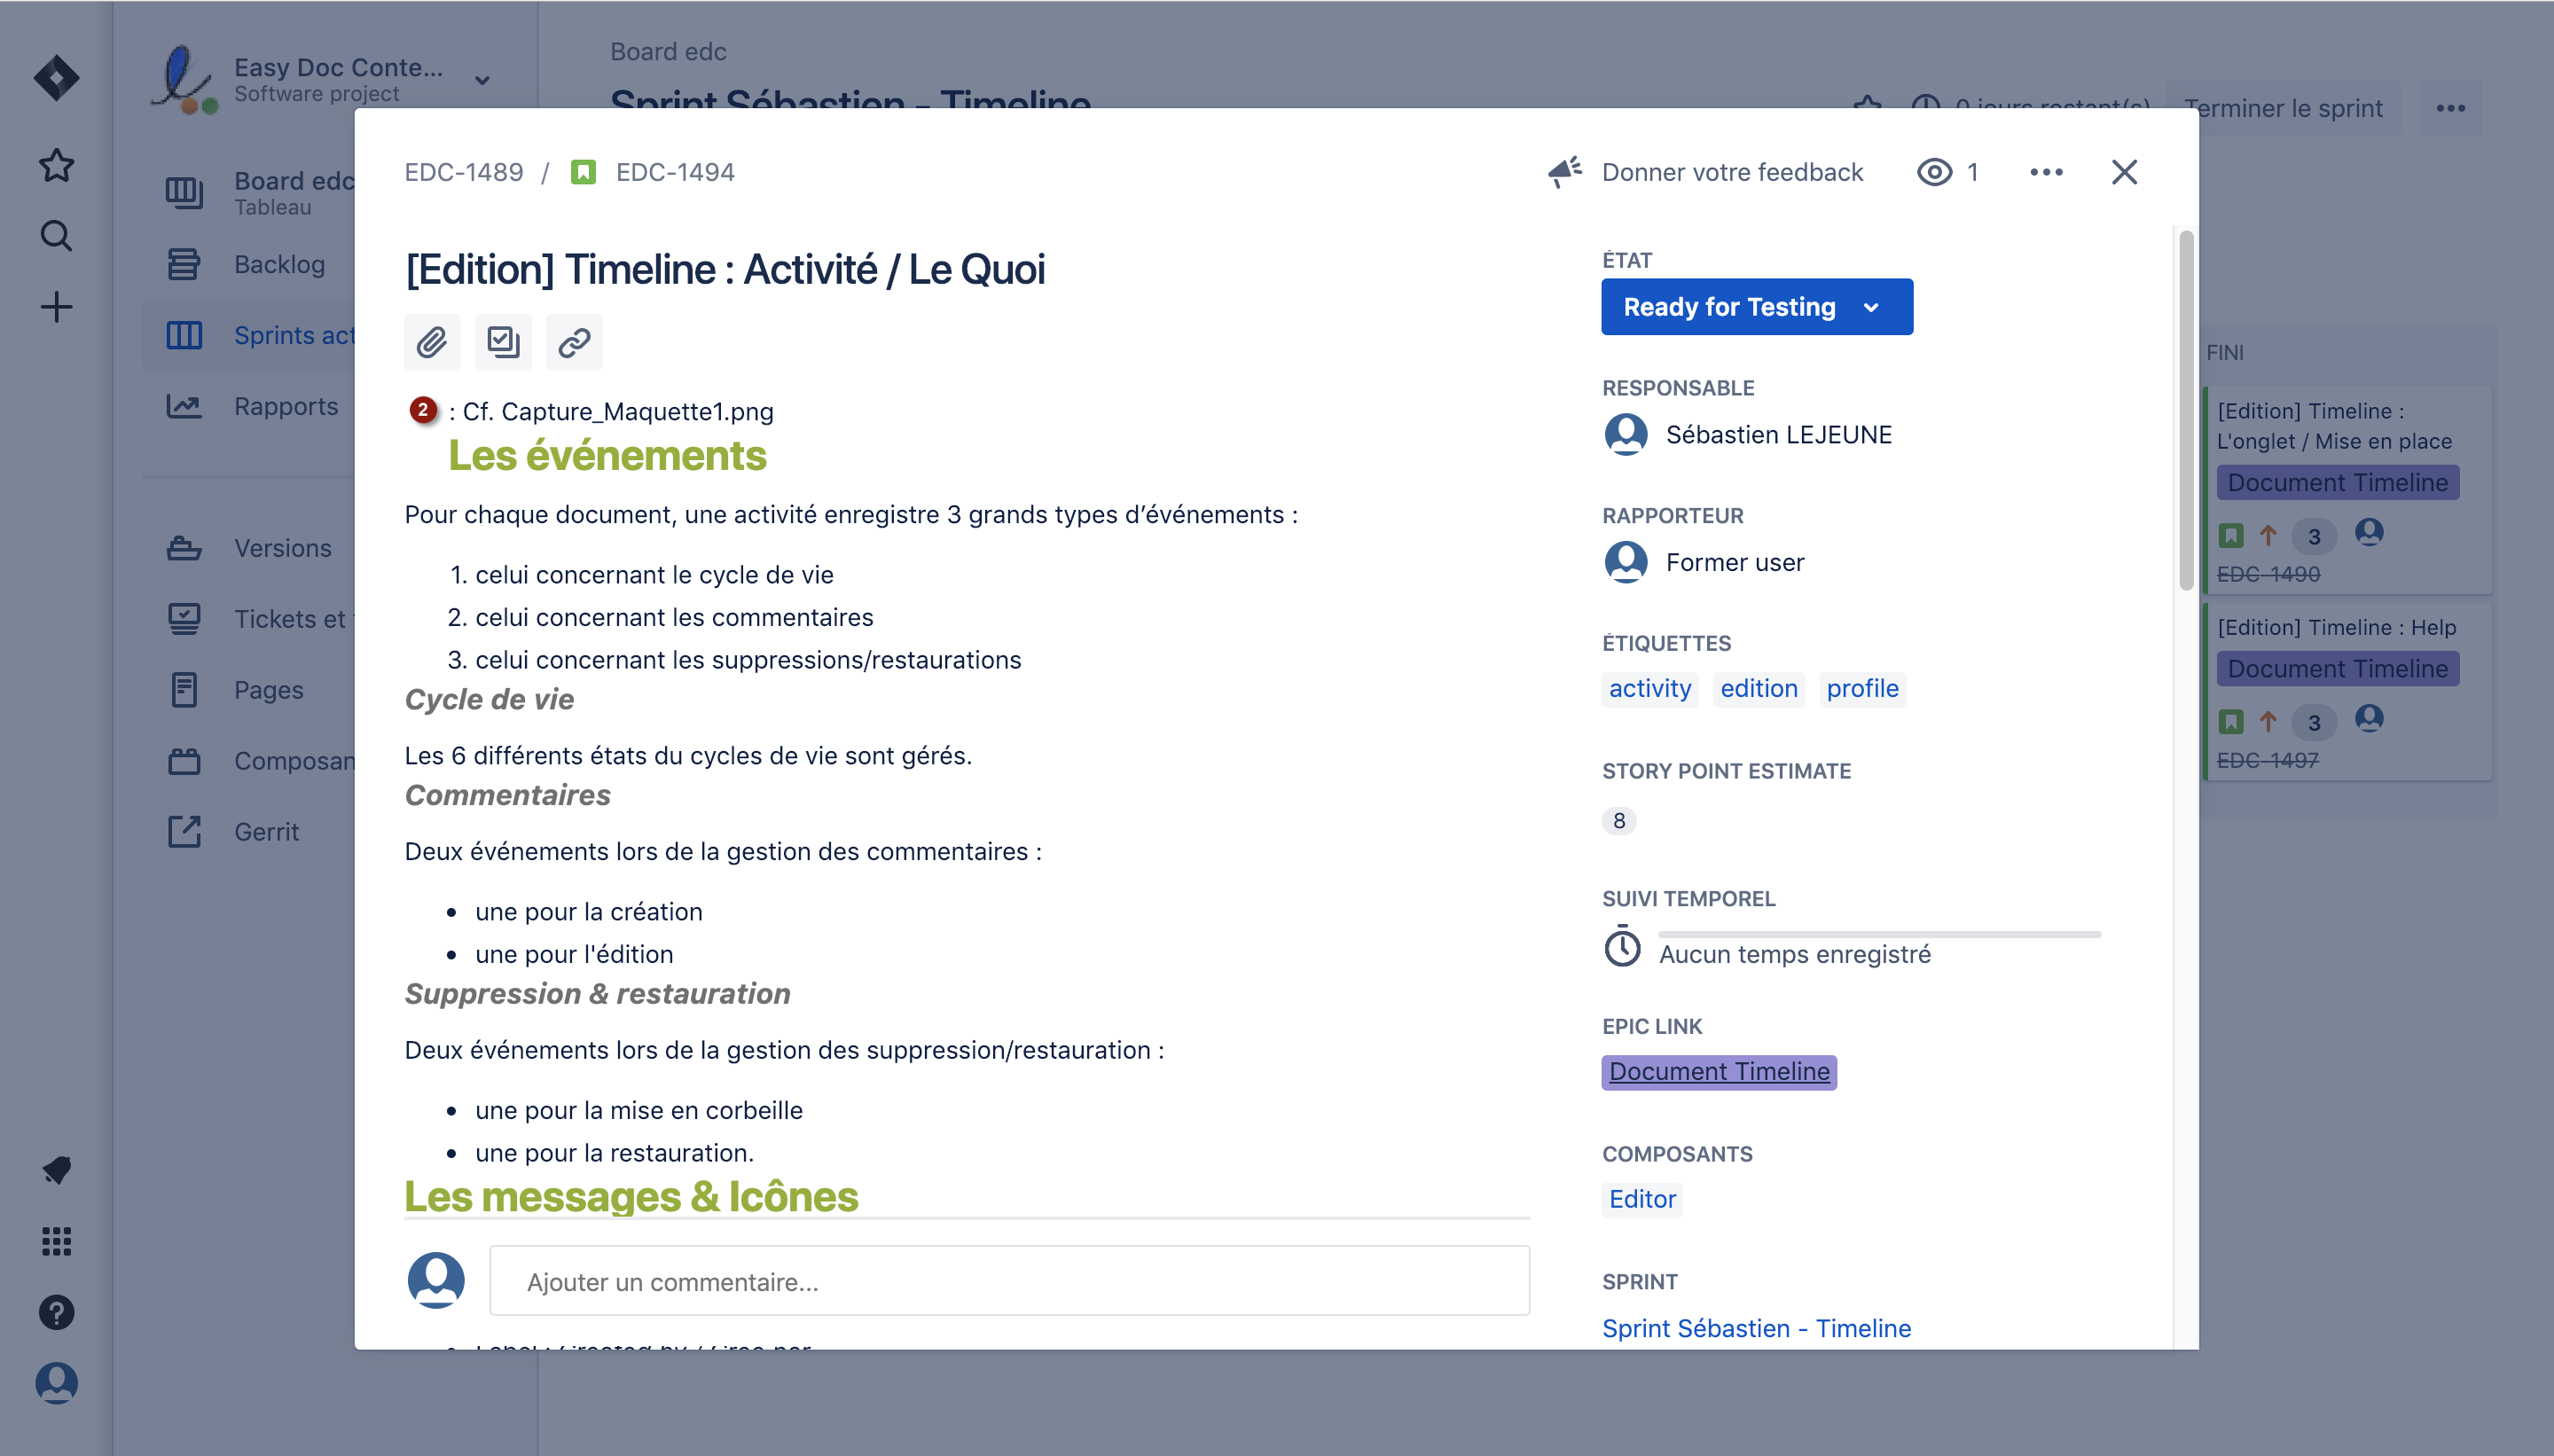 Easy Doc Conte...
Software project
Board edc
Tableau
Backlog
Sprints act
Rapports
Versions
Tickets et
Pages
Composan
Gerrit
Board edc
Sprint Sébastien - Timeline
0 jours restant(s)
Terminer le sprint
EDC-1489 / EDC-1494
Donner votre feedback
1
[Edition] Timeline : Activité / Le Quoi
2 : Cf. Capture_Maquette1.png
Les événements
Pour chaque document, une activité enregistre 3 grands types d’événements :
1. celui concernant le cycle de vie
2. celui concernant les commentaires
3. celui concernant les suppressions/restaurations
Cycle de vie
Les 6 différents états du cycles de vie sont gérés.
Commentaires
Deux événements lors de la gestion des commentaires :
• une pour la création
• une pour l'édition
Suppression & restauration
Deux événements lors de la gestion des suppression/restauration :
• une pour la mise en corbeille
• une pour la restauration.
Les messages & Icônes
Ajouter un commentaire...
ÉTAT
Ready for Testing
RESPONSABLE
Sébastien LEJEUNE
RAPPORTEUR
Former user
ÉTIQUETTES
activity edition profile
STORY POINT ESTIMATE
8
SUIVI TEMPOREL
Aucun temps enregistré
EPIC LINK
Document Timeline
COMPOSANTS
Editor
SPRINT
Sprint Sébastien - Timeline
FINI
[Edition] Timeline :
L'onglet / Mise en place
Document Timeline
3
EDC-1490
[Edition] Timeline : Help
Document Timeline
3
EDC-1497